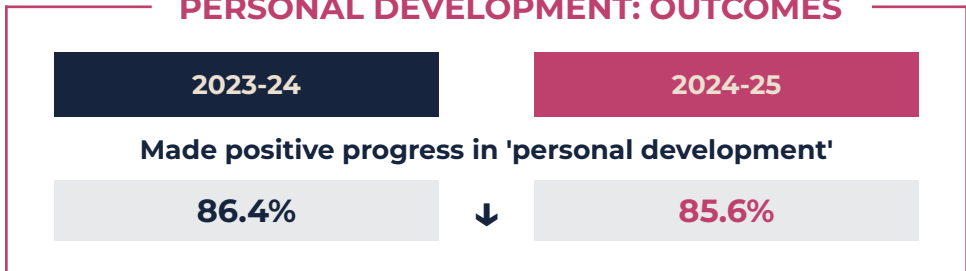 PERSONAL DEVELOPMENT: OUTCOMES
2023-24 2024-25
Made positive progress in 'personal development'
86.4% ↓ 85.6%